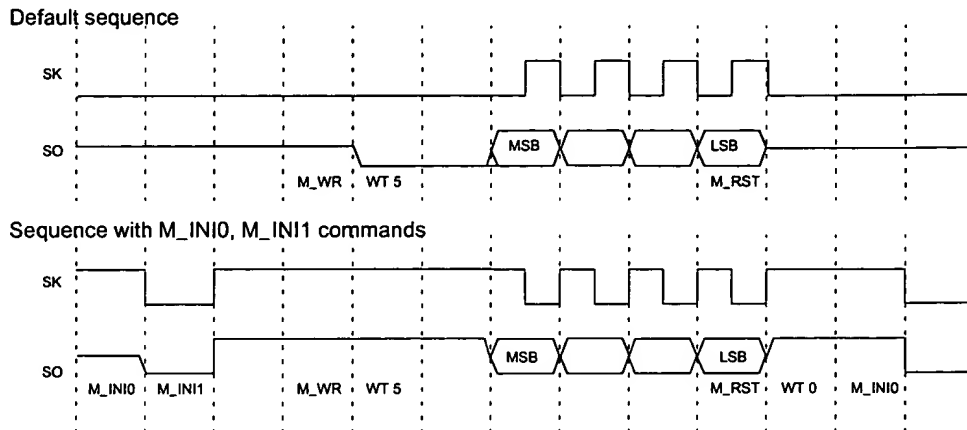 Default sequence
SK
SO
MSB
LSB
M_WR WT 5 M_RST
Sequence with M_INI0, M_INI1 commands
SK
SO
MSB
LSB
M_INI0 M_INI1 M_WR WT 5 M_RST WT 0 M_INI0